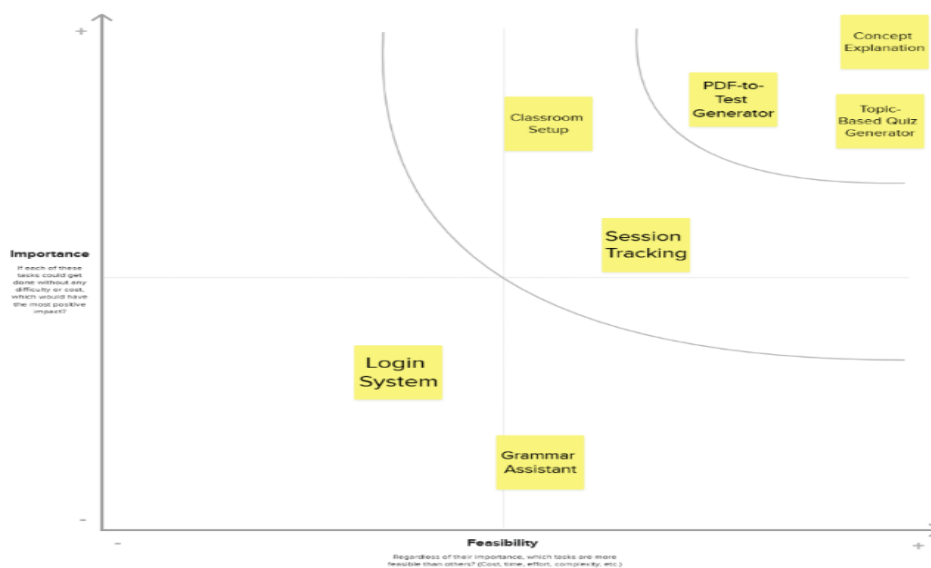 +
Concept
Explanation
PDF-to-
Test
Generator
Topic-
Based Quiz
Generator
Classroom
Setup
Session
Tracking
Importance
If each of these
tasks could get
done without any
difficulty or cost,
which would have
the most positive
impact?
Login
System
Grammar
Assistant
-
-
Feasibility
+
Regardless of their importance, which tasks are more
feasible than others? (Cost, time, effort, complexity, etc.)